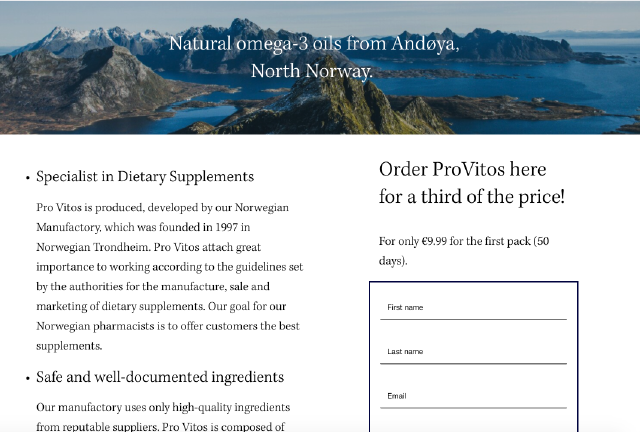 Natural omega-3 oils from Andøya,
North Norway.
• Specialist in Dietary Supplements
Pro Vitos is produced, developed by our Norwegian
Manufactory, which was founded in 1997 in
Norwegian Trondheim. Pro Vitos attach great
importance to working according to the guidelines set
by the authorities for the manufacture, sale and
marketing of dietary supplements. Our goal for our
Norwegian pharmacists is to offer customers the best
supplements.
• Safe and well-documented ingredients
Our manufactory uses only high-quality ingredients
from reputable suppliers. Pro Vitos is composed of
Order ProVitos here
for a third of the price!
For only €9.99 for the first pack (50
days).
First name
Last name
Email